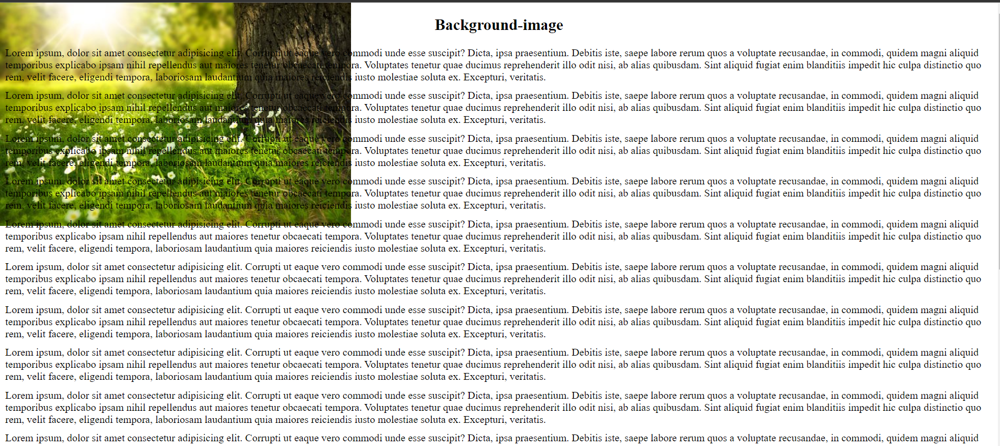 Background-image
Lorem ipsum, dolor sit amet consectetur adipisicing elit. Corrupti ut eaque vero commodi unde esse suscipit? Dicta, ipsa praesentium. Debitis iste, saepe labore rerum quos a voluptate recusandae, in commodi, quidem magni aliquid
temporibus explicabo ipsam nihil repellendus aut maiores tenetur obcaecati tempora. Voluptates tenetur quae ducimus reprehenderit illo odit nisi, ab alias quibusdam. Sint aliquid fugiat enim blanditiis impedit hic culpa distinctio quo
rem, velit facere, eligendi tempora, laboriosam laudantium quia maiores reiciendis iusto molestiae soluta ex. Excepturi, veritatis.
Lorem ipsum, dolor sit amet consectetur adipisicing elit. Corrupti ut eaque vero commodi unde esse suscipit? Dicta, ipsa praesentium. Debitis iste, saepe labore rerum quos a voluptate recusandae, in commodi, quidem magni aliquid
temporibus explicabo ipsam nihil repellendus aut maiores tenetur obcaecati tempora. Voluptates tenetur quae ducimus reprehenderit illo odit nisi, ab alias quibusdam. Sint aliquid fugiat enim blanditiis impedit hic culpa distinctio quo
rem, velit facere, eligendi tempora, laboriosam laudantium quia maiores reiciendis iusto molestiae soluta ex. Excepturi, veritatis.
Lorem ipsum, dolor sit amet consectetur adipisicing elit. Corrupti ut eaque vero commodi unde esse suscipit? Dicta, ipsa praesentium. Debitis iste, saepe labore rerum quos a voluptate recusandae, in commodi, quidem magni aliquid
temporibus explicabo ipsam nihil repellendus aut maiores tenetur obcaecati tempora. Voluptates tenetur quae ducimus reprehenderit illo odit nisi, ab alias quibusdam. Sint aliquid fugiat enim blanditiis impedit hic culpa distinctio quo
rem, velit facere, eligendi tempora, laboriosam laudantium quia maiores reiciendis iusto molestiae soluta ex. Excepturi, veritatis.
Lorem ipsum, dolor sit amet consectetur adipisicing elit. Corrupti ut eaque vero commodi unde esse suscipit? Dicta, ipsa praesentium. Debitis iste, saepe labore rerum quos a voluptate recusandae, in commodi, quidem magni aliquid
temporibus explicabo ipsam nihil repellendus aut maiores tenetur obcaecati tempora. Voluptates tenetur quae ducimus reprehenderit illo odit nisi, ab alias quibusdam. Sint aliquid fugiat enim blanditiis impedit hic culpa distinctio quo
rem, velit facere, eligendi tempora, laboriosam laudantium quia maiores reiciendis iusto molestiae soluta ex. Excepturi, veritatis.
Lorem ipsum, dolor sit amet consectetur adipisicing elit. Corrupti ut eaque vero commodi unde esse suscipit? Dicta, ipsa praesentium. Debitis iste, saepe labore rerum quos a voluptate recusandae, in commodi, quidem magni aliquid
temporibus explicabo ipsam nihil repellendus aut maiores tenetur obcaecati tempora. Voluptates tenetur quae ducimus reprehenderit illo odit nisi, ab alias quibusdam. Sint aliquid fugiat enim blanditiis impedit hic culpa distinctio quo
rem, velit facere, eligendi tempora, laboriosam laudantium quia maiores reiciendis iusto molestiae soluta ex. Excepturi, veritatis.
Lorem ipsum, dolor sit amet consectetur adipisicing elit. Corrupti ut eaque vero commodi unde esse suscipit? Dicta, ipsa praesentium. Debitis iste, saepe labore rerum quos a voluptate recusandae, in commodi, quidem magni aliquid
temporibus explicabo ipsam nihil repellendus aut maiores tenetur obcaecati tempora. Voluptates tenetur quae ducimus reprehenderit illo odit nisi, ab alias quibusdam. Sint aliquid fugiat enim blanditiis impedit hic culpa distinctio quo
rem, velit facere, eligendi tempora, laboriosam laudantium quia maiores reiciendis iusto molestiae soluta ex. Excepturi, veritatis.
Lorem ipsum, dolor sit amet consectetur adipisicing elit. Corrupti ut eaque vero commodi unde esse suscipit? Dicta, ipsa praesentium. Debitis iste, saepe labore rerum quos a voluptate recusandae, in commodi, quidem magni aliquid
temporibus explicabo ipsam nihil repellendus aut maiores tenetur obcaecati tempora. Voluptates tenetur quae ducimus reprehenderit illo odit nisi, ab alias quibusdam. Sint aliquid fugiat enim blanditiis impedit hic culpa distinctio quo
rem, velit facere, eligendi tempora, laboriosam laudantium quia maiores reiciendis iusto molestiae soluta ex. Excepturi, veritatis.
Lorem ipsum, dolor sit amet consectetur adipisicing elit. Corrupti ut eaque vero commodi unde esse suscipit? Dicta, ipsa praesentium. Debitis iste, saepe labore rerum quos a voluptate recusandae, in commodi, quidem magni aliquid
temporibus explicabo ipsam nihil repellendus aut maiores tenetur obcaecati tempora. Voluptates tenetur quae ducimus reprehenderit illo odit nisi, ab alias quibusdam. Sint aliquid fugiat enim blanditiis impedit hic culpa distinctio quo
rem, velit facere, eligendi tempora, laboriosam laudantium quia maiores reiciendis iusto molestiae soluta ex. Excepturi, veritatis.
Lorem ipsum, dolor sit amet consectetur adipisicing elit. Corrupti ut eaque vero commodi unde esse suscipit? Dicta, ipsa praesentium. Debitis iste, saepe labore rerum quos a voluptate recusandae, in commodi, quidem magni aliquid
temporibus explicabo ipsam nihil repellendus aut maiores tenetur obcaecati tempora. Voluptates tenetur quae ducimus reprehenderit illo odit nisi, ab alias quibusdam. Sint aliquid fugiat enim blanditiis impedit hic culpa distinctio quo
rem, velit facere, eligendi tempora, laboriosam laudantium quia maiores reiciendis iusto molestiae soluta ex. Excepturi, veritatis.
Lorem ipsum, dolor sit amet consectetur adipisicing elit. Corrupti ut eaque vero commodi unde esse suscipit? Dicta, ipsa praesentium. Debitis iste, saepe labore rerum quos a voluptate recusandae, in commodi, quidem magni aliquid